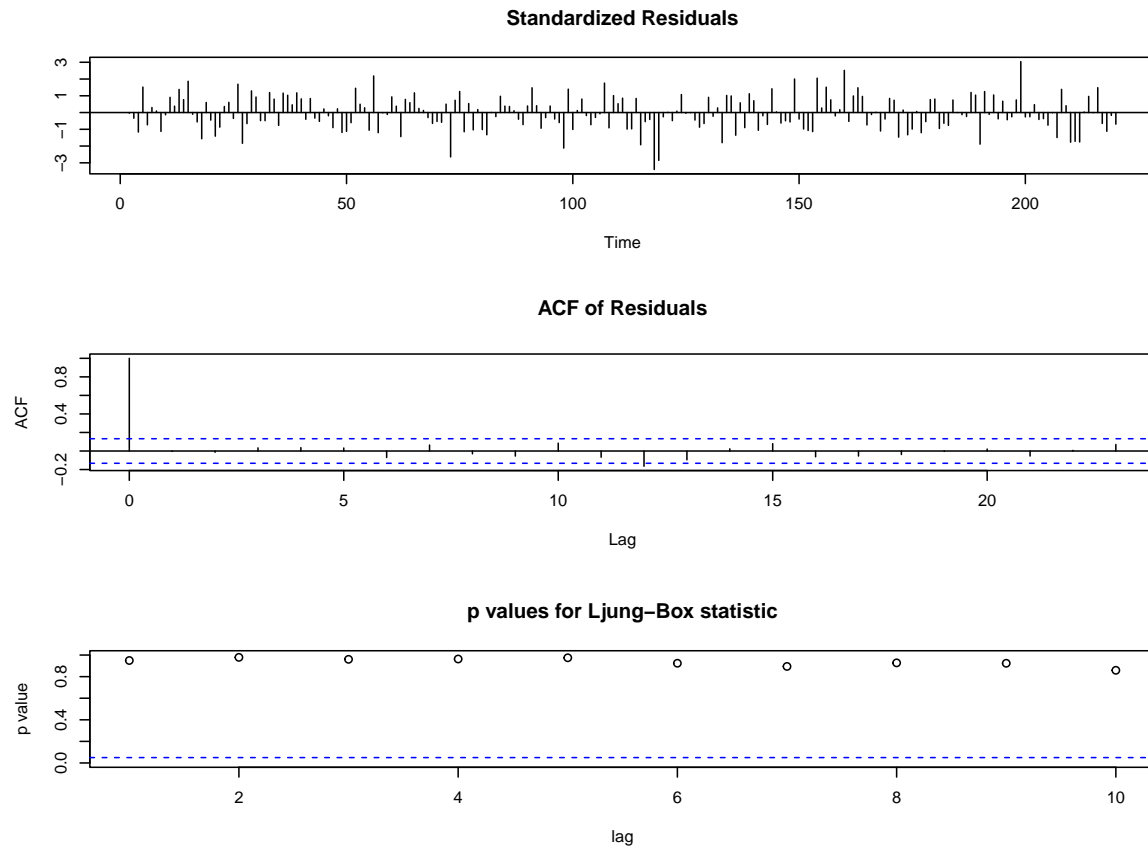 Standardized Residuals
3
1
−1
−3
0 50 100 150 200
Time
ACF of Residuals
ACF
0.8
0.4
−0.2
0 5 10 15 20
Lag
p values for Ljung−Box statistic
p value
0.8
0.4
0.0
2 4 6 8 10
lag